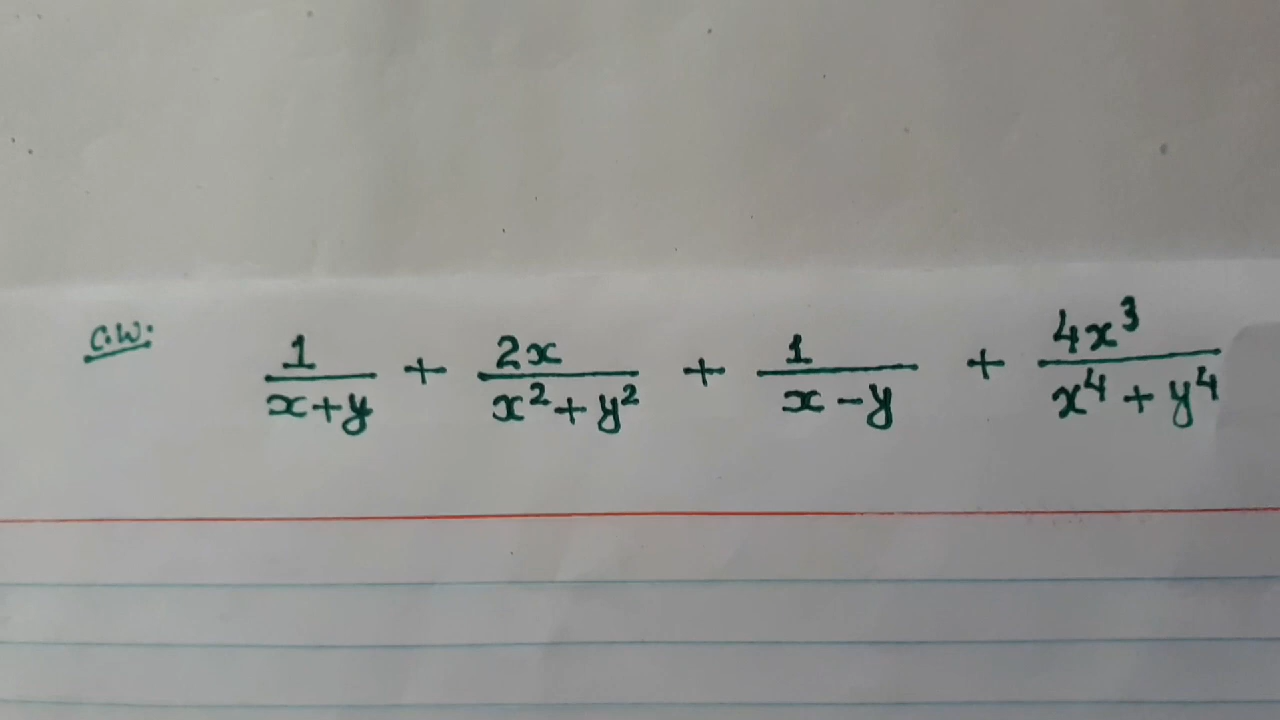 C.W. 1/(x+y) + 2x/(x²+y²) + 1/(x-y) + 4x³/(x⁴+y⁴)